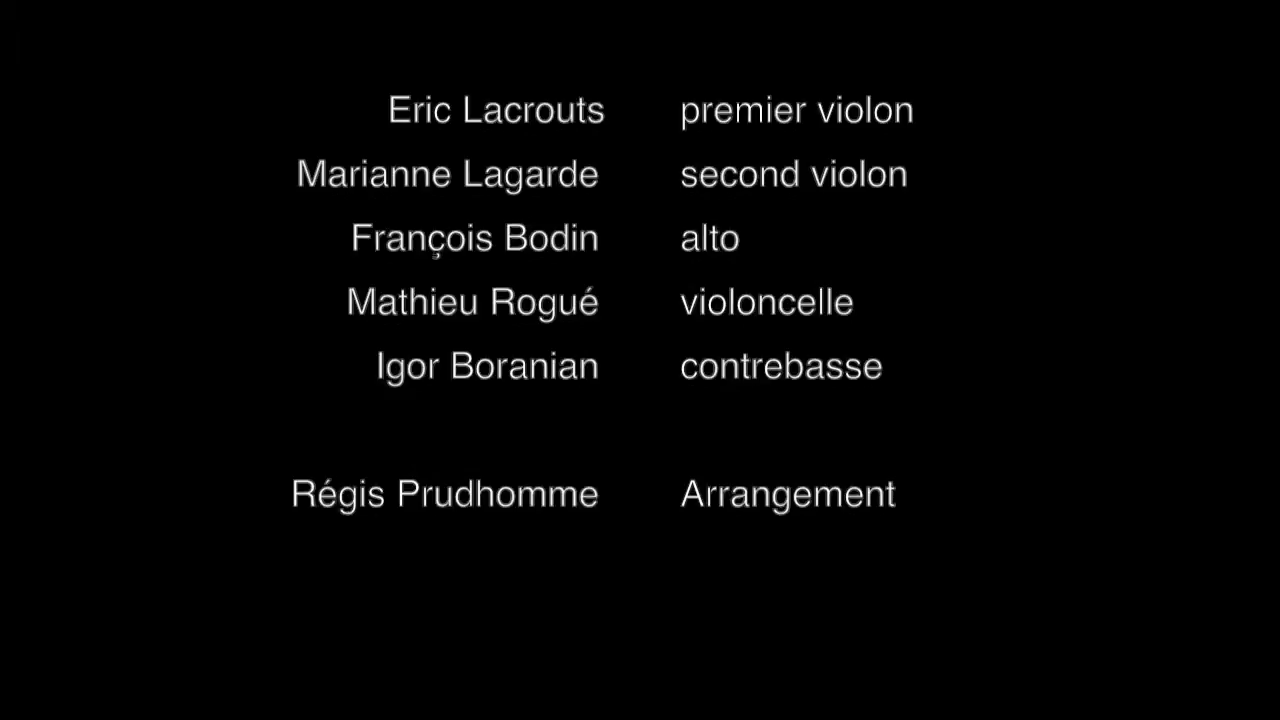 Eric Lacrouts premier violon
Marianne Lagarde second violon
François Bodin alto
Mathieu Rogué violoncelle
Igor Boranian contrebasse
Régis Prudhomme Arrangement